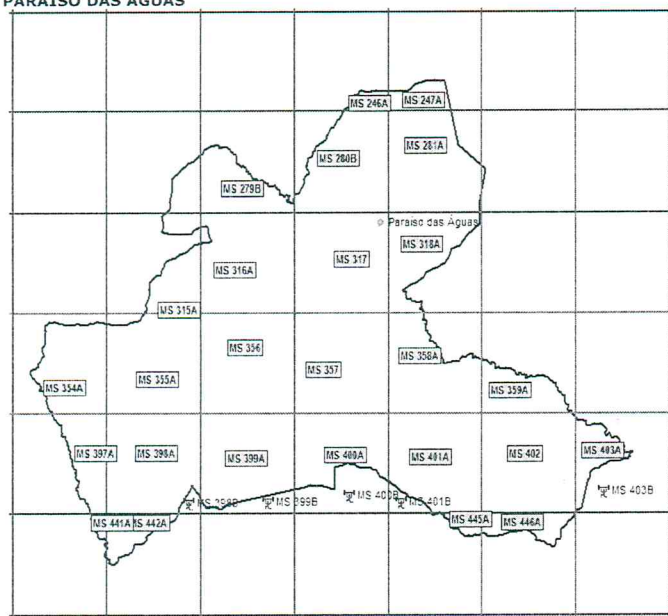 PARAISO DAS ÁGUAS
MS 246A
MS 247A
MS 281A
MS 280B
MS 279B
Paraiso das Águas
MS 318A
MS 317
MS 316A
MS 315A
MS 356
MS 358A
MS 357
MS 355A
MS 354A
MS 359A
MS 397A
MS 398A
MS 399A
MS 400A
MS 401A
MS 402
MS 403A
MS 403B
MS 398B
MS 399B
MS 400B
MS 401B
MS 441A
MS 442A
MS 445A
MS 446A